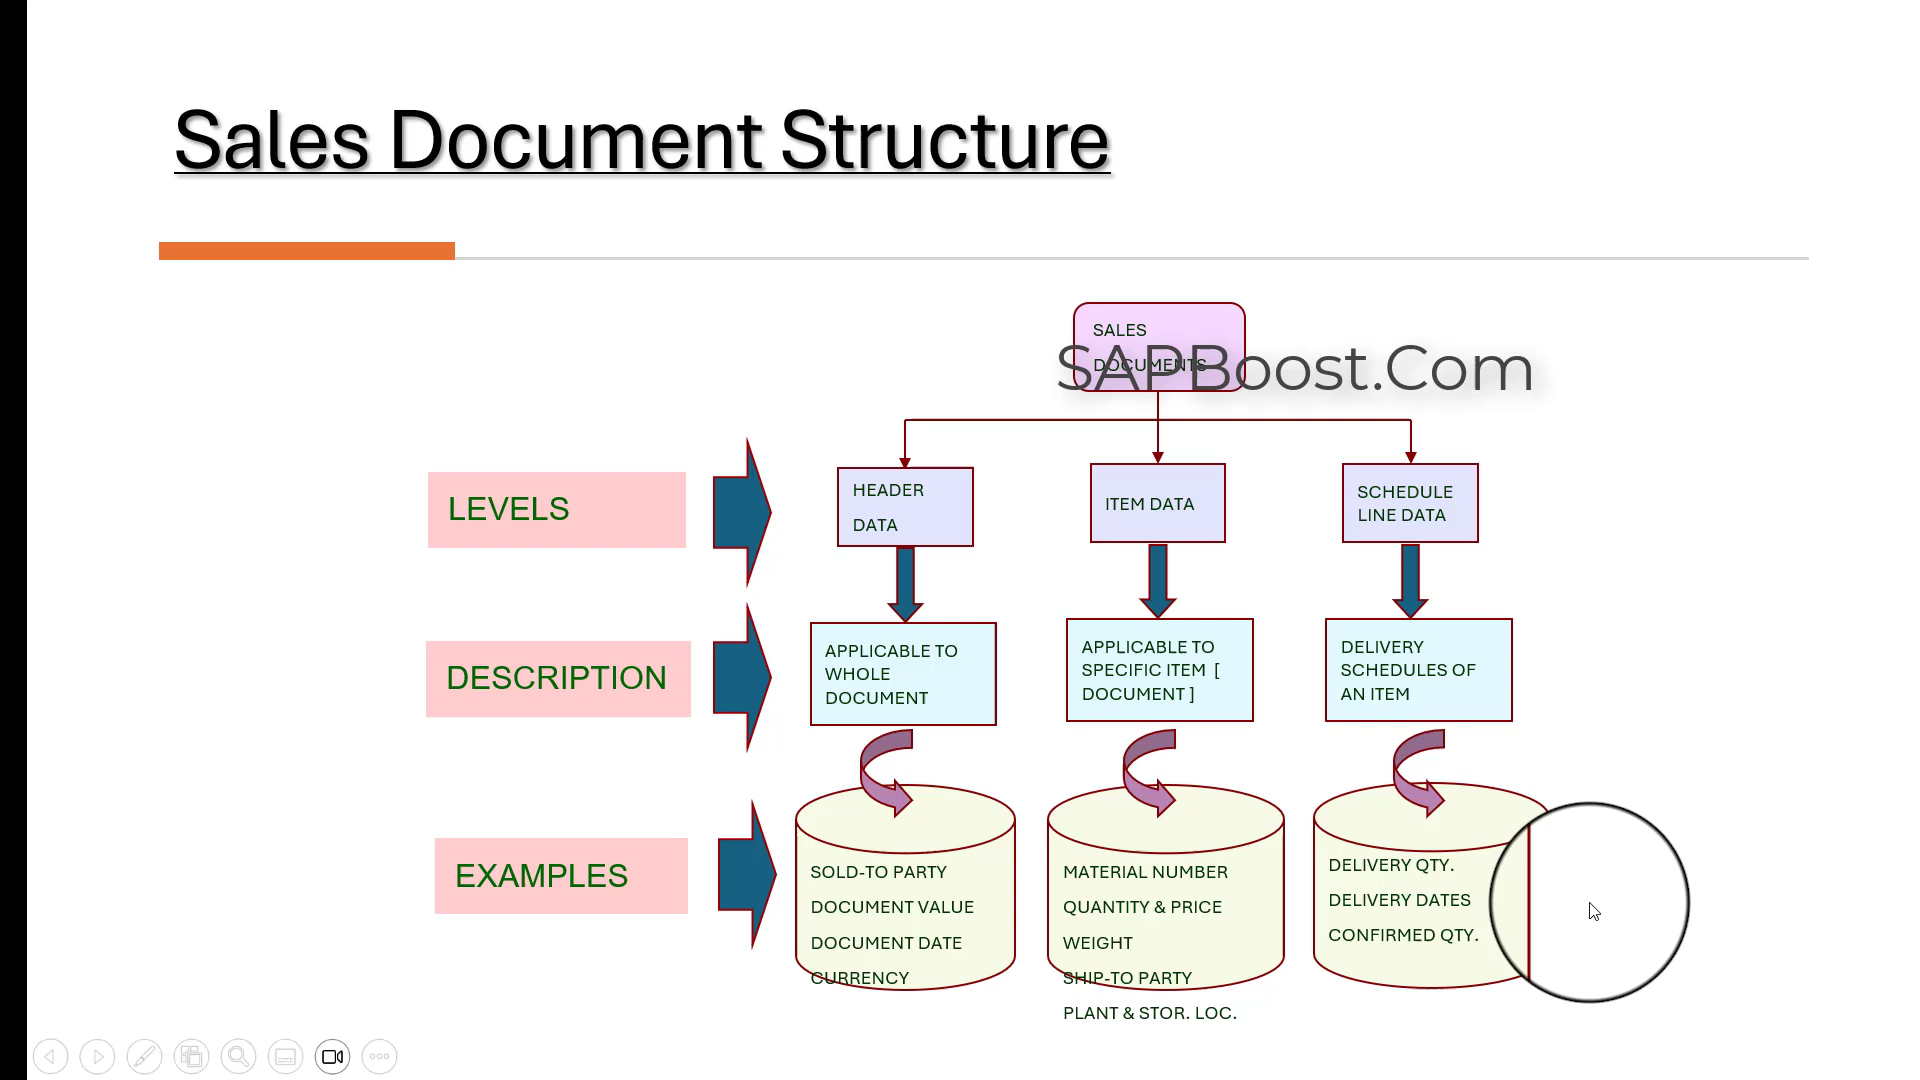 Sales Document Structure
SALES
DOCUMENTS
SAPBoost.Com
LEVELS
HEADER
DATA
ITEM DATA
SCHEDULE
LINE DATA
DESCRIPTION
APPLICABLE TO
WHOLE
DOCUMENT
APPLICABLE TO
SPECIFIC ITEM [
DOCUMENT ]
DELIVERY
SCHEDULES OF
AN ITEM
EXAMPLES
SOLD-TO PARTY
DOCUMENT VALUE
DOCUMENT DATE
CURRENCY
MATERIAL NUMBER
QUANTITY & PRICE
WEIGHT
SHIP-TO PARTY
PLANT & STOR. LOC.
DELIVERY QTY.
DELIVERY DATES
CONFIRMED QTY.